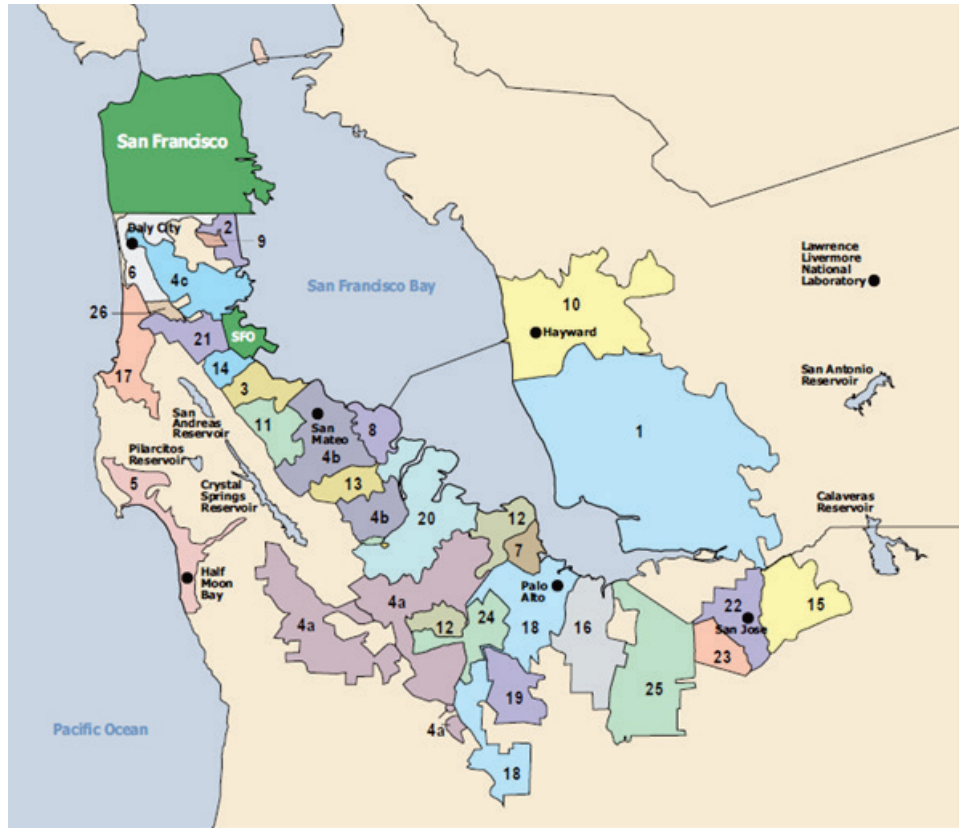 San Francisco
Daly City
2
9
6
4c
San Francisco Bay
Lawrence
Livermore
National
Laboratory
10
26
Hayward
21
SFO
17
14
San Antonio
Reservoir
3
San
Andreas
Reservoir
11
San
Mateo
8
1
4b
Pilarcitos
Reservoir
5
13
Crystal
Springs
Reservoir
Calaveras
Reservoir
4b
20
12
7
Half
Moon
Bay
Palo
Alto
4a
22
15
4a
12
24
18
16
San Jose
23
19
25
Pacific Ocean
4a
18